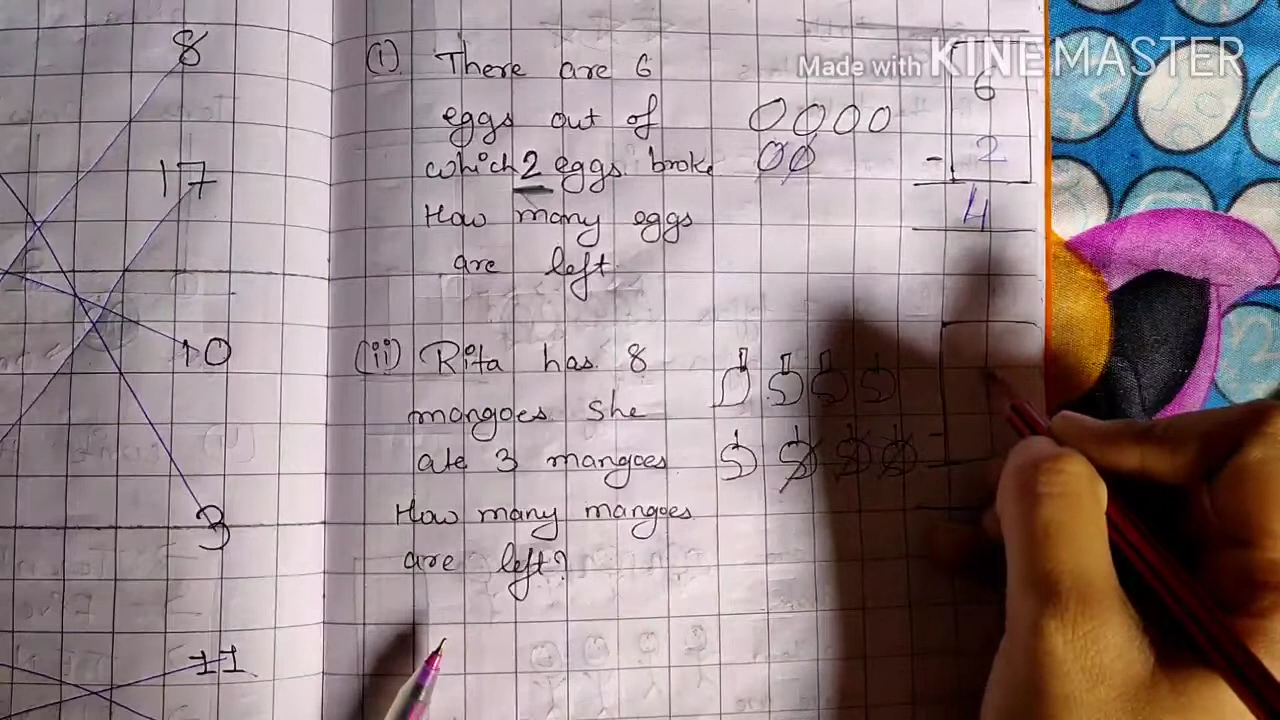 8
17
10
3
11
Made with KINEMASTER
(i) There are 6
eggs out of
which 2 eggs broke
How many eggs
are left.
6
- 2
4
(ii) Rita has 8
mangoes. She
ate 3 mangoes.
How many mangoes
are left?
-